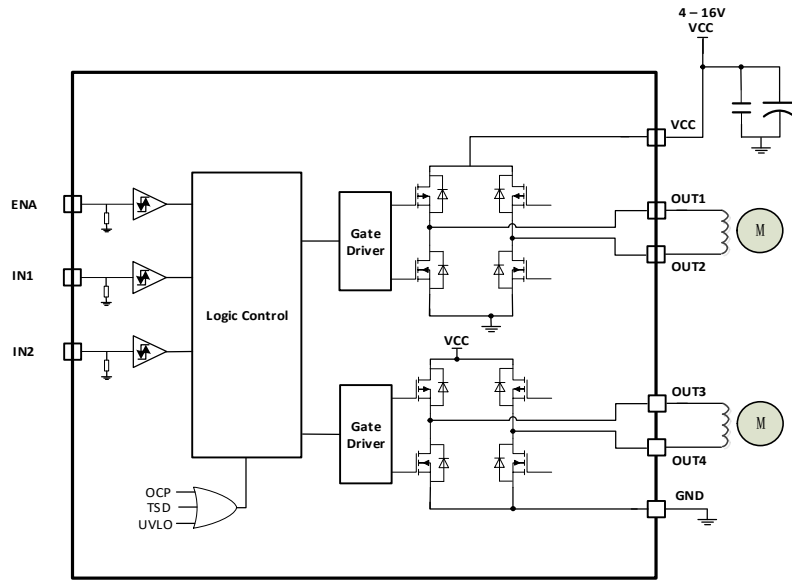 4 – 16V
VCC
VCC
ENA
OUT1
Gate
Driver
M
OUT2
IN1
Logic Control
IN2
VCC
OUT3
Gate
Driver
M
OUT4
OCP
TSD
UVLO
GND